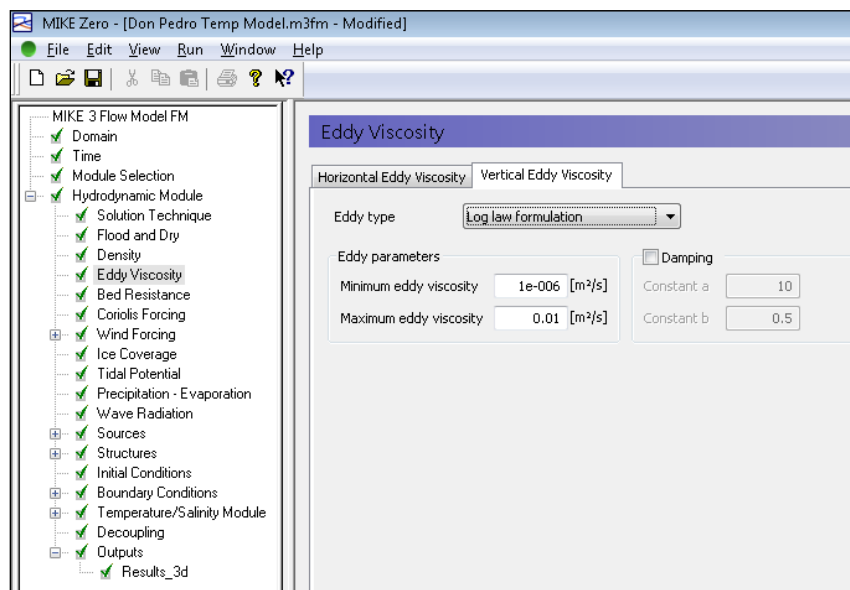 MIKE Zero - [Don Pedro Temp Model.m3fm - Modified]
File Edit View Run Window Help
MIKE 3 Flow Model FM
Domain
Time
Module Selection
Hydrodynamic Module
Solution Technique
Flood and Dry
Density
Eddy Viscosity
Bed Resistance
Coriolis Forcing
Wind Forcing
Ice Coverage
Tidal Potential
Precipitation - Evaporation
Wave Radiation
Sources
Structures
Initial Conditions
Boundary Conditions
Temperature/Salinity Module
Decoupling
Outputs
Results_3d
Eddy Viscosity
Horizontal Eddy Viscosity Vertical Eddy Viscosity
Eddy type Log law formulation
Eddy parameters
Minimum eddy viscosity 1e-006 [m²/s]
Maximum eddy viscosity 0.01 [m²/s]
Damping
Constant a 10
Constant b 0.5